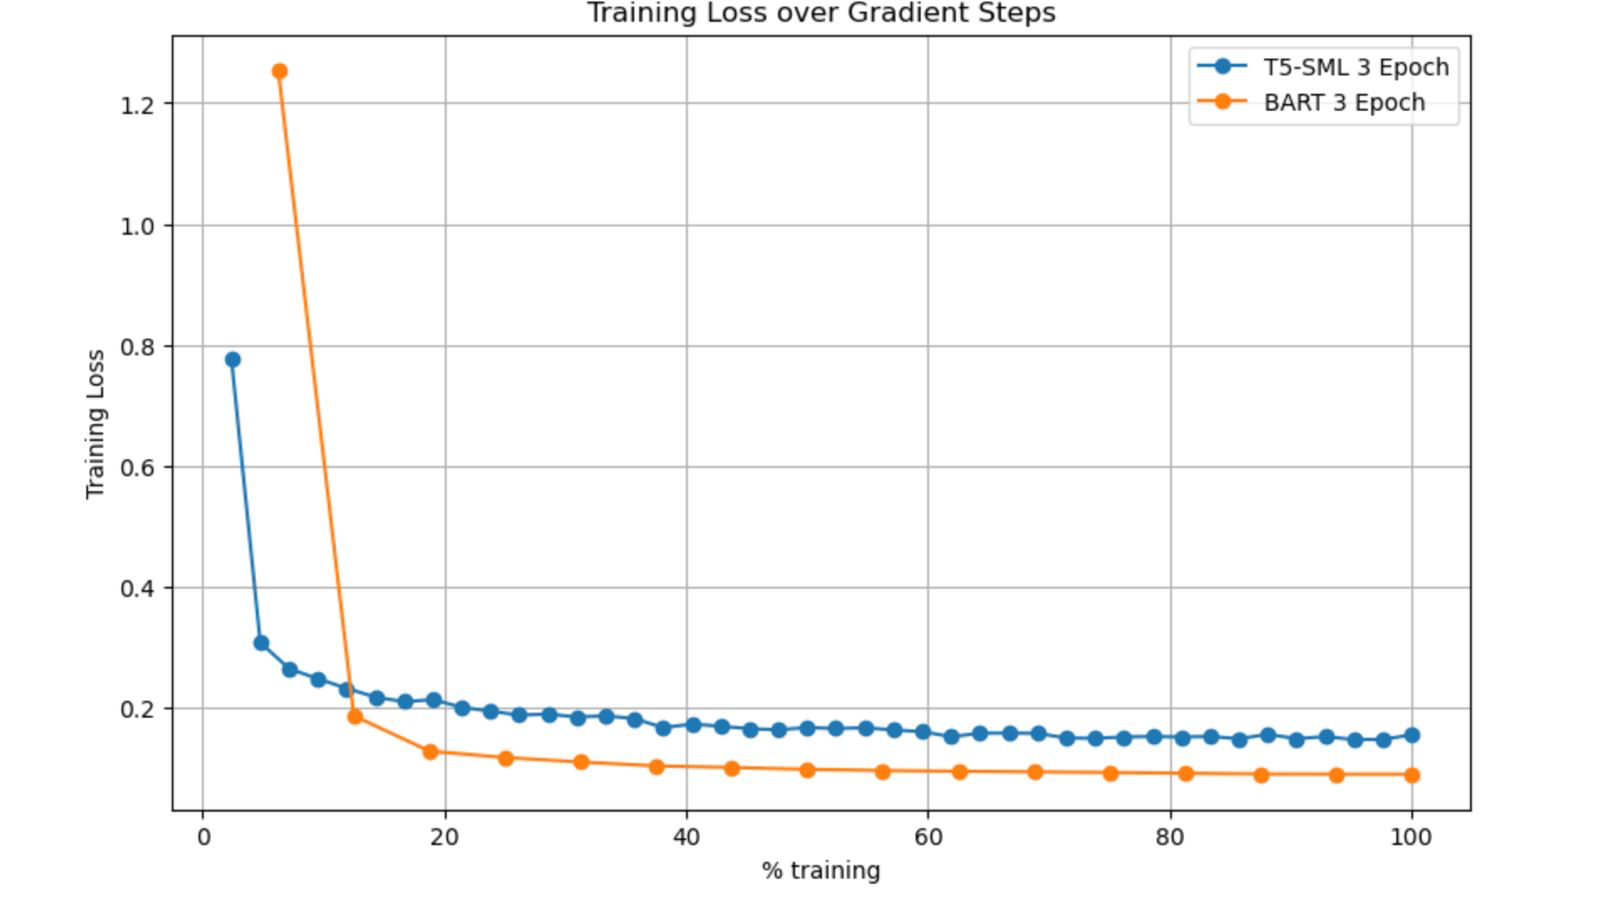 Training Loss over Gradient Steps
T5-SML 3 Epoch
BART 3 Epoch
1.2
1.0
0.8
0.6
0.4
0.2
Training Loss
0 20 40 60 80 100
% training